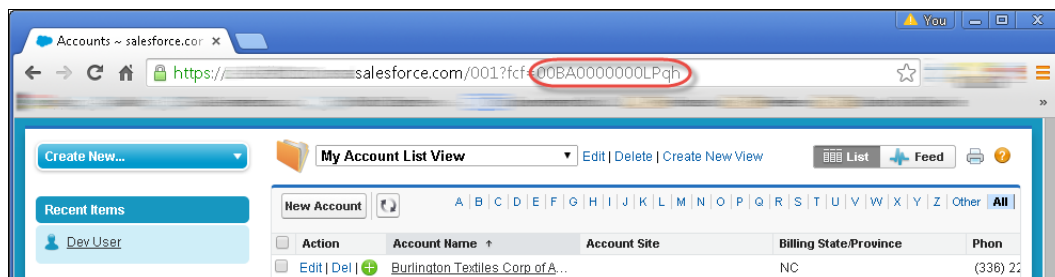 You
Accounts ~ salesforce.cor
https:// salesforce.com/001?fcf=00BA0000000LPqh
»
Create New...
My Account List View Edit | Delete | Create New View List Feed
Recent Items
New Account A | B | C | D | E | F | G | H | I | J | K | L | M | N | O | P | Q | R | S | T | U | V | W | X | Y | Z | Other All
Dev User
Action Account Name ↑ Account Site Billing State/Province Phon
Edit | Del | Burlington Textiles Corp of A... NC (336) 22